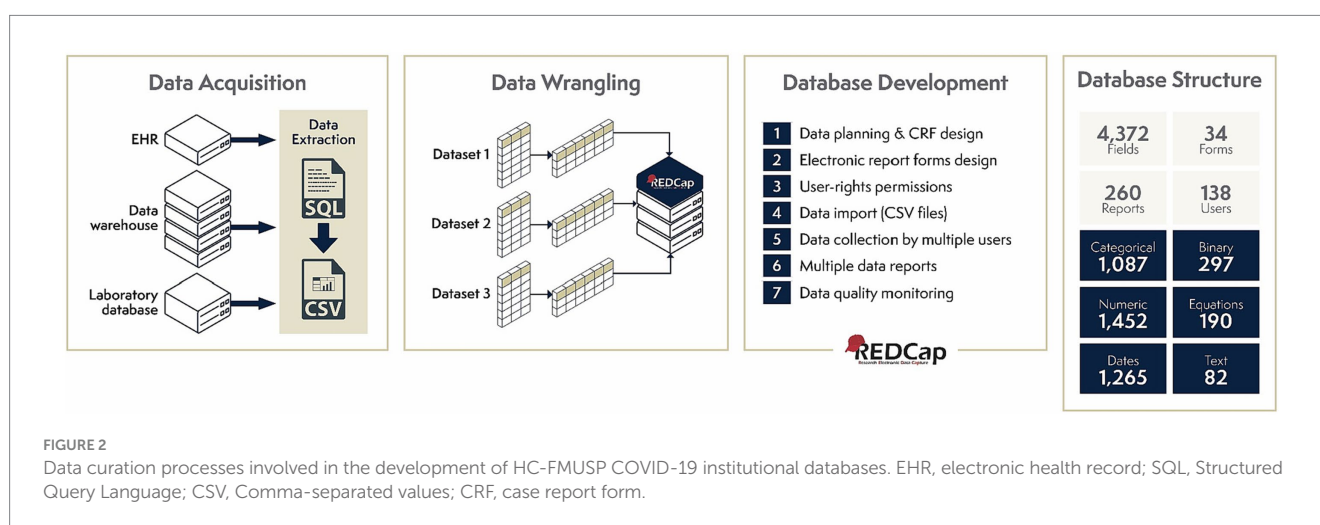 Data Acquisition
EHR
Data
warehouse
Laboratory
database
Data
Extraction
SQL
CSV
Data Wrangling
Dataset 1
Dataset 2
Dataset 3
REDCap
Database Development
1 Data planning & CRF design
2 Electronic report forms design
3 User-rights permissions
4 Data import (CSV files)
5 Data collection by multiple users
6 Multiple data reports
7 Data quality monitoring
REDCap
Research Electronic Data Capture
Database Structure
4,372 34
Fields Forms
260 138
Reports Users
Categorical Binary
1,087 297
Numeric Equations
1,452 190
Dates Text
1,265 82
FIGURE 2
Data curation processes involved in the development of HC-FMUSP COVID-19 institutional databases. EHR, electronic health record; SQL, Structured
Query Language; CSV, Comma-separated values; CRF, case report form.